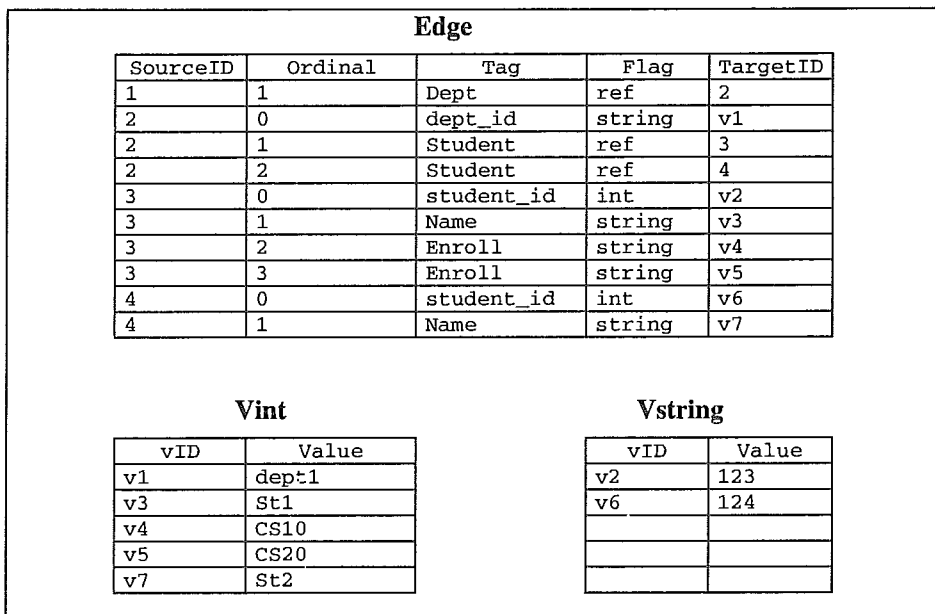 Edge
SourceID Ordinal Tag Flag TargetID
1 1 Dept ref 2
2 0 dept_id string v1
2 1 Student ref 3
2 2 Student ref 4
3 0 student_id int v2
3 1 Name string v3
3 2 Enroll string v4
3 3 Enroll string v5
4 0 student_id int v6
4 1 Name string v7
Vint
vID Value
v1 dept1
v3 St1
v4 CS10
v5 CS20
v7 St2
Vstring
vID Value
v2 123
v6 124